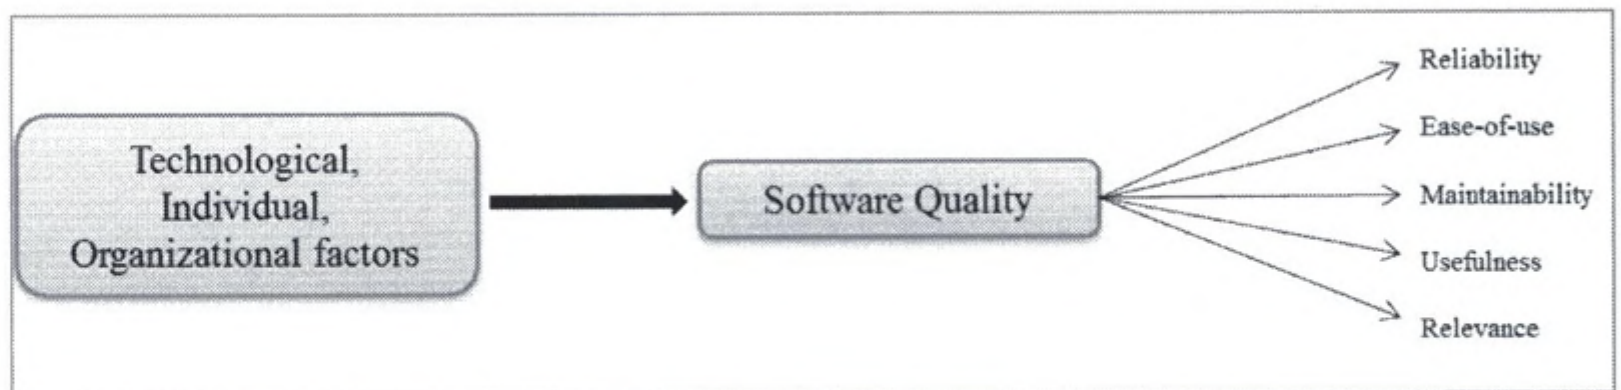 Technological,
Individual,
Organizational factors
Software Quality
Reliability
Ease-of-use
Maintainability
Usefulness
Relevance